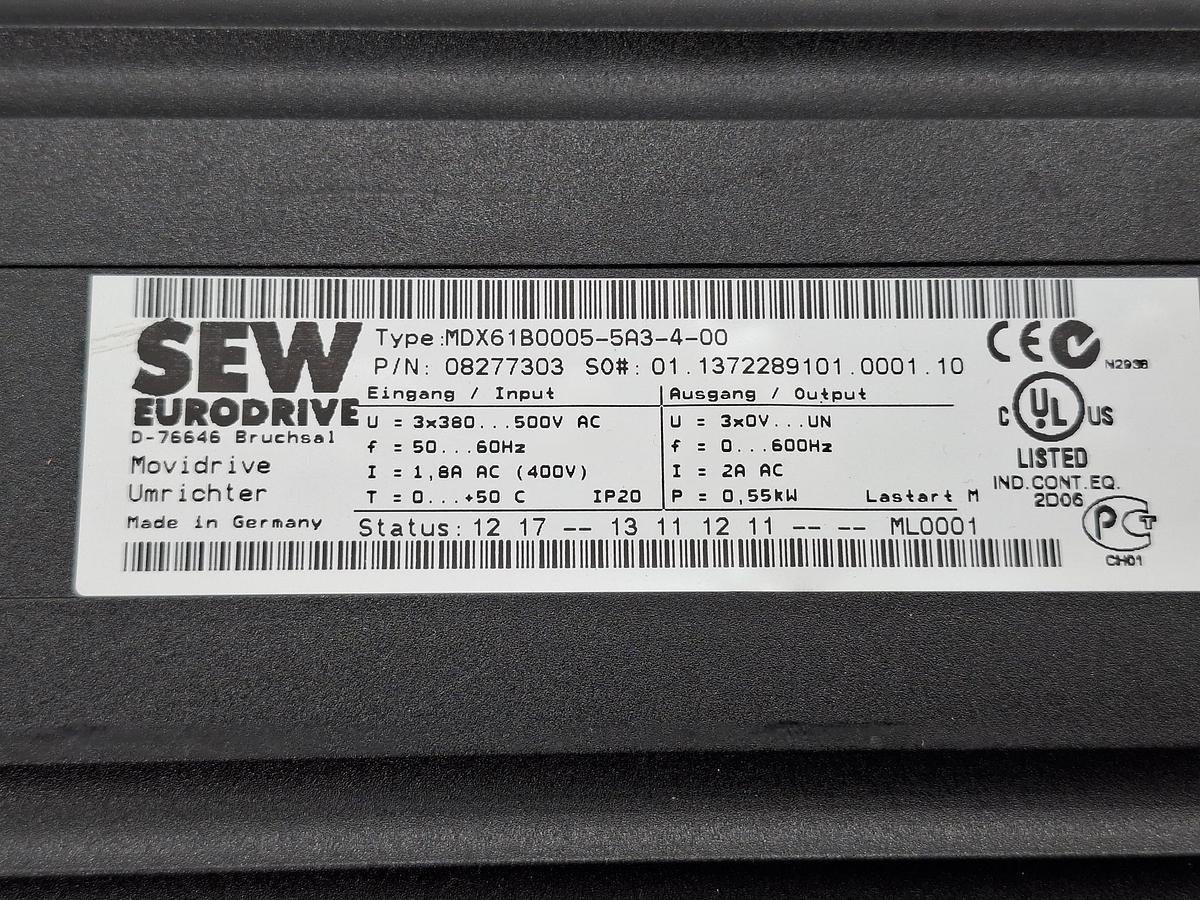 SEW
EURODRIVE
D-76646 Bruchsal
Movidrive
Umrichter
Made in Germany
Type:MDX61B0005-5A3-4-00
P/N: 08277303 SO#: 01.1372289101.0001.10
Eingang / Input
U = 3x380...500V AC
f = 50...60Hz
I = 1,8A AC (400V)
T = 0...+50 C IP20
Ausgang / Output
U = 3x0V...UN
f = 0...600Hz
I = 2A AC
P = 0,55kW Lastart M
Status: 12 17 -- 13 11 12 11 -- -- ML0001
CE
N2936
C UL US
LISTED
IND.CONT.EQ.
2D06
PCT
CH01